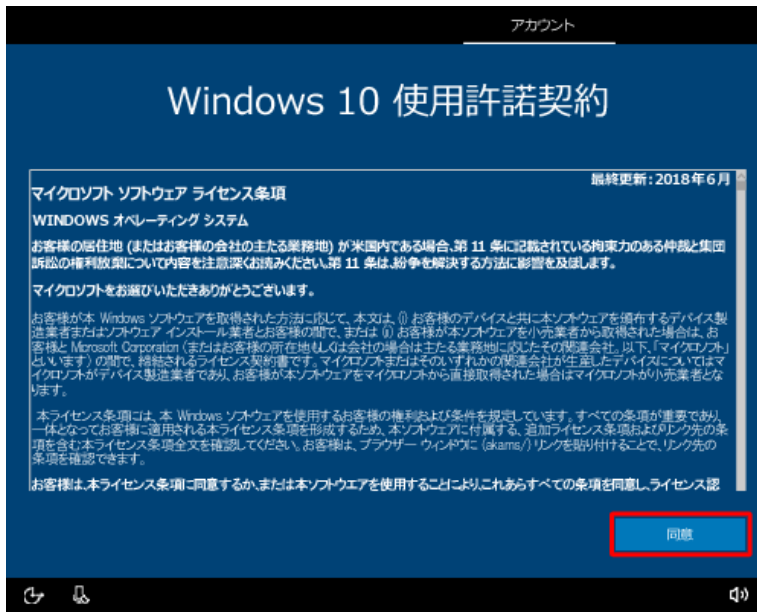 アカウント
Windows 10 使用許諾契約
最終更新:2018年6月
マイクロソフト ソフトウェア ライセンス条項
WINDOWS オペレーティング システム
お客様の居住地 (またはお客様の会社の主たる業務地) が米国内である場合、第 11 条に記載されている拘束力のある仲裁と集団
訴訟の権利放棄について内容を注意深くお読みください。第 11 条は、紛争を解決する方法に影響を及ぼします。
マイクロソフトをお選びいただきありがとうございます。
お客様が本 Windows ソフトウェアを取得された方法に応じて、本文は、(i) お客様のデバイスと共に本ソフトウェアを頒布するデバイス製
造業者またはソフトウェア インストール業者とお客様の間で、または (ii) お客様が本ソフトウェアを小売業者から取得された場合は、お
客様と Microsoft Corporation (またはお客様の所在地もしくは会社の場合は主たる業務地に応じたその関連会社。以下、「マイクロソフト」
といいます) の間で、締結されるライセンス契約書です。マイクロソフトまたはそのいずれかの関連会社が生産したデバイスについてはマ
イクロソフトがデバイス製造業者であり、お客様が本ソフトウェアをマイクロソフトから直接取得された場合はマイクロソフトが小売業者とな
ります。
本ライセンス条項には、本 Windows ソフトウェアを使用するお客様の権利および条件を規定しています。すべての条項が重要であり、
一体となってお客様に適用される本ライセンス条項を形成するため、本ソフトウェアに付属する、追加ライセンス条項およびリンク先の条
項を含む本ライセンス条項全文を確認してください。お客様は、ブラウザー ウィンドウに (aka.ms/) リンクを貼り付けることで、リンク先の
条項を確認できます。
お客様は、本ライセンス条項に同意するか、または本ソフトウエアを使用することにより、これあらすべての条項を同意し、ライセンス認
同意